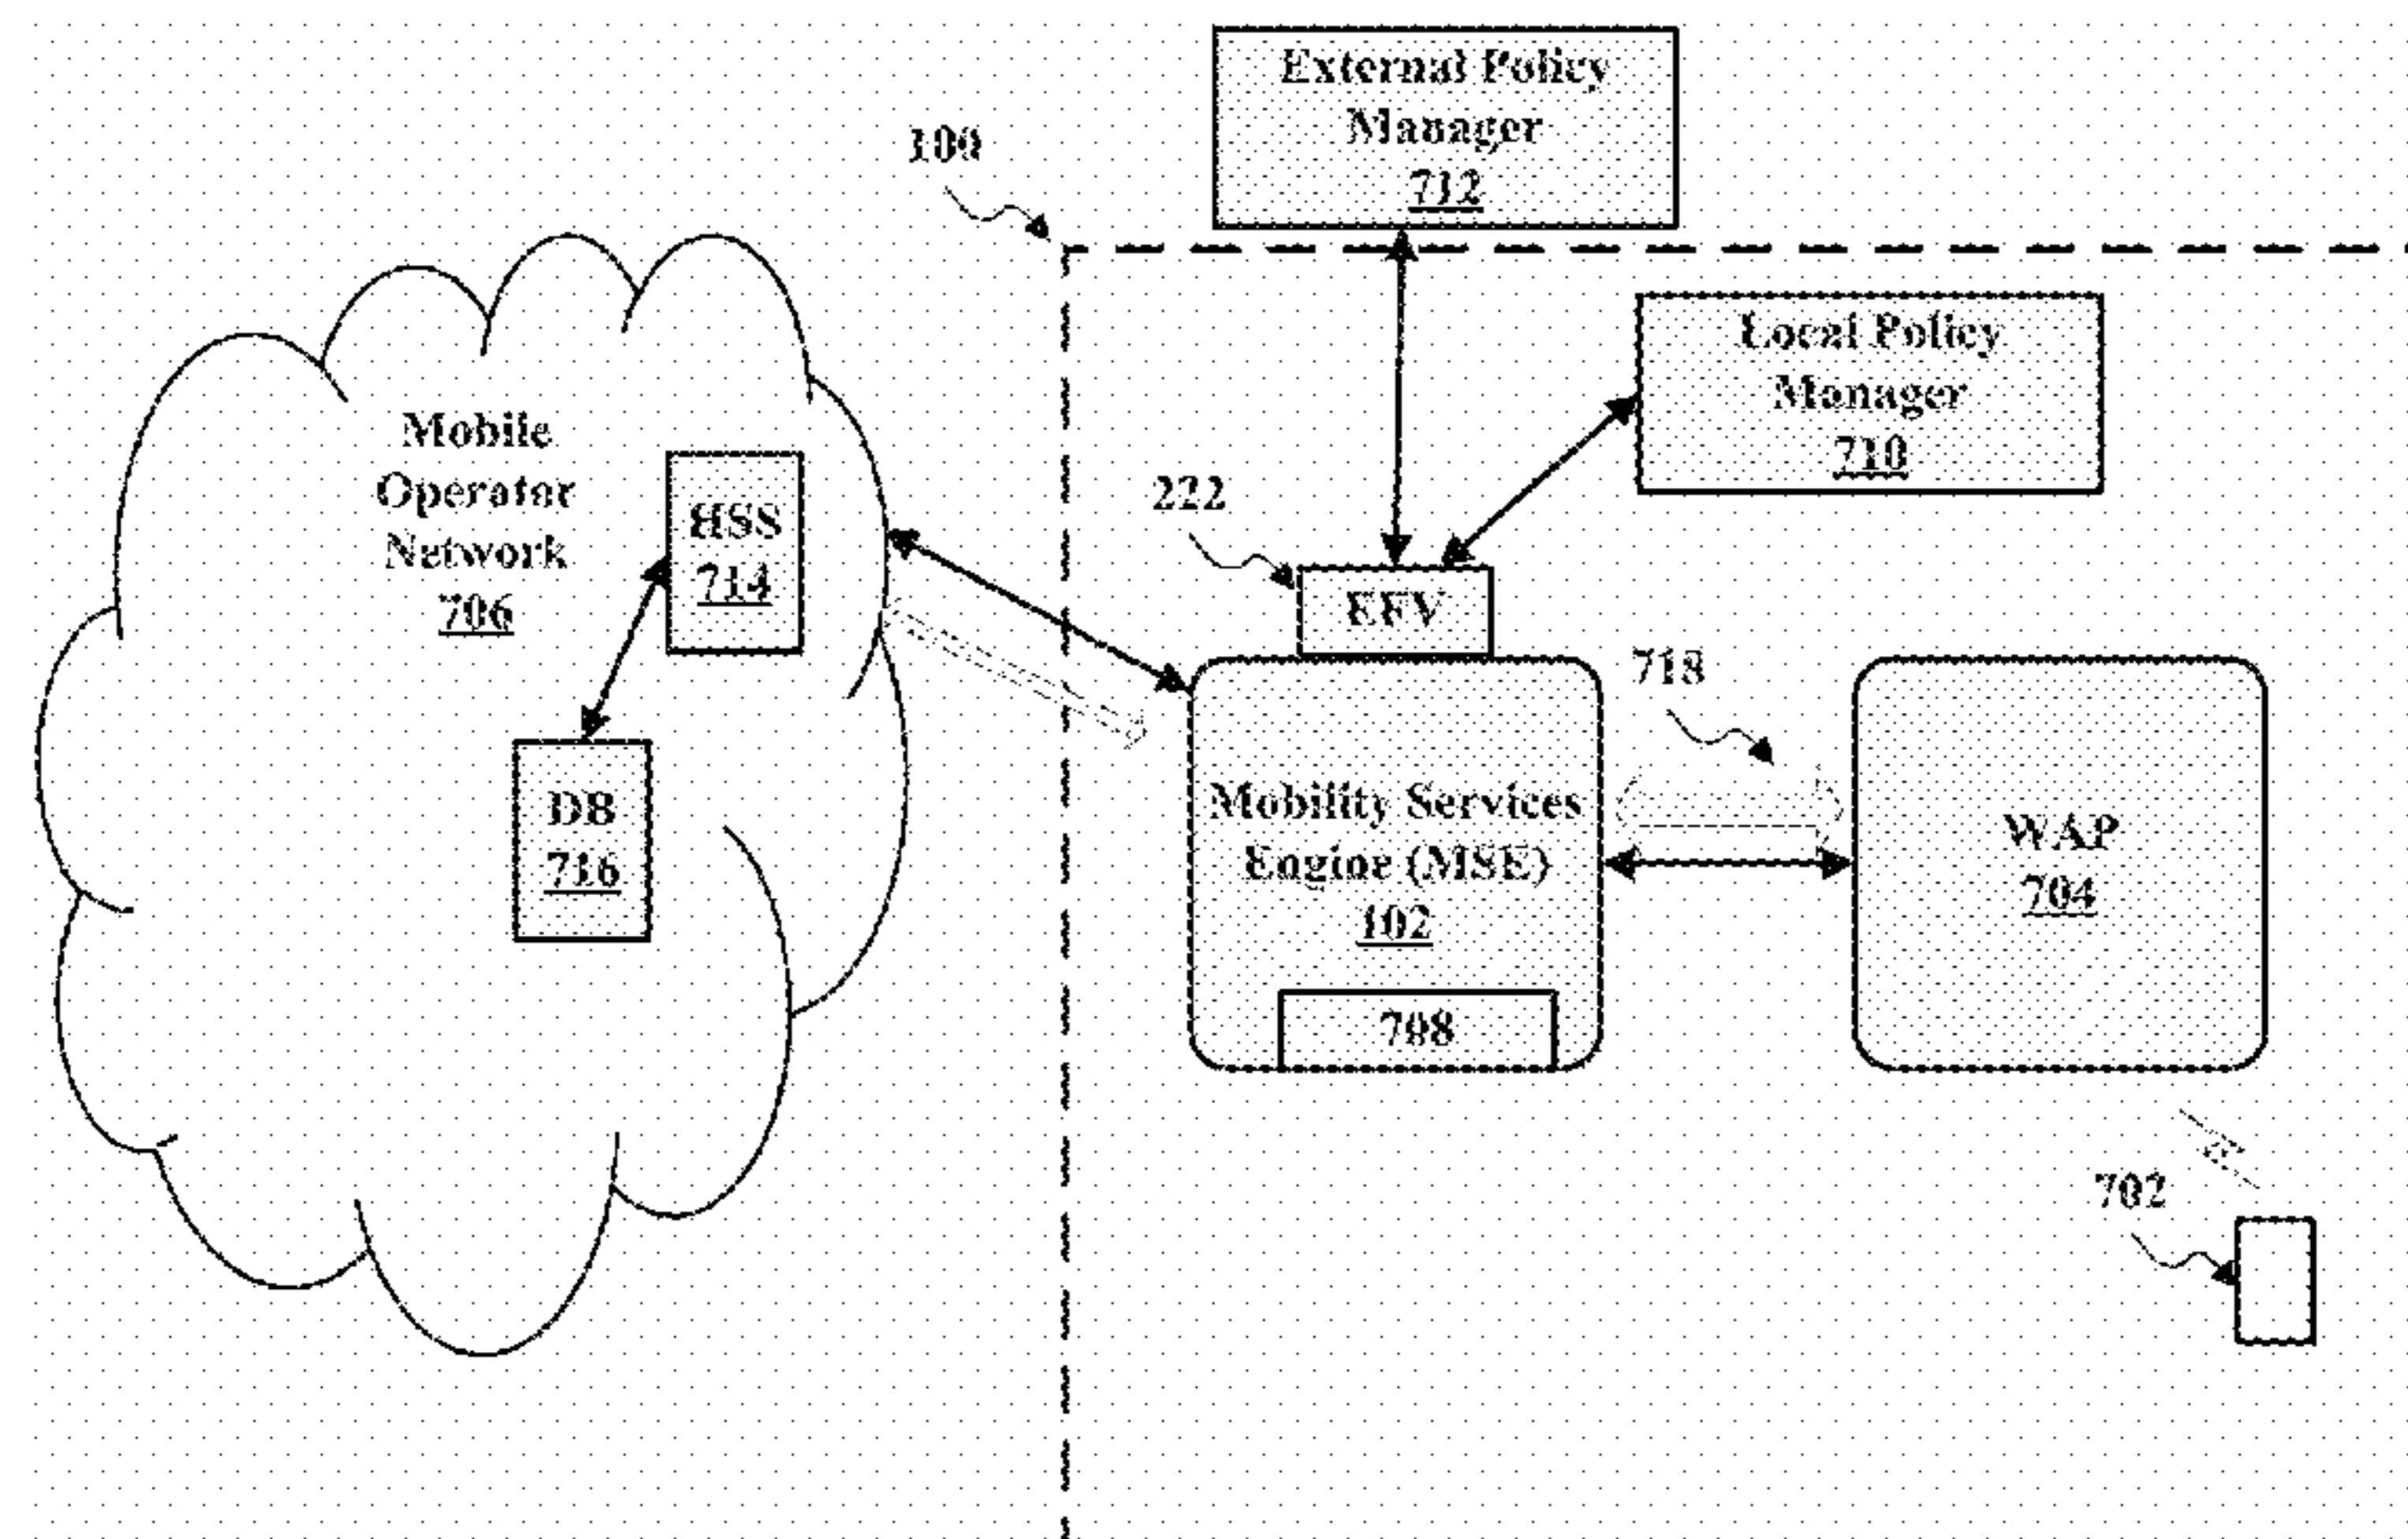 External Policy
Manager
712
100
Local Policy
Manager
710
Mobile
Operator
Network
706
HSS
714
222
EFV
718
DB
716
Mobility Services
Engine (MSE)
102
WAP
704
708
702